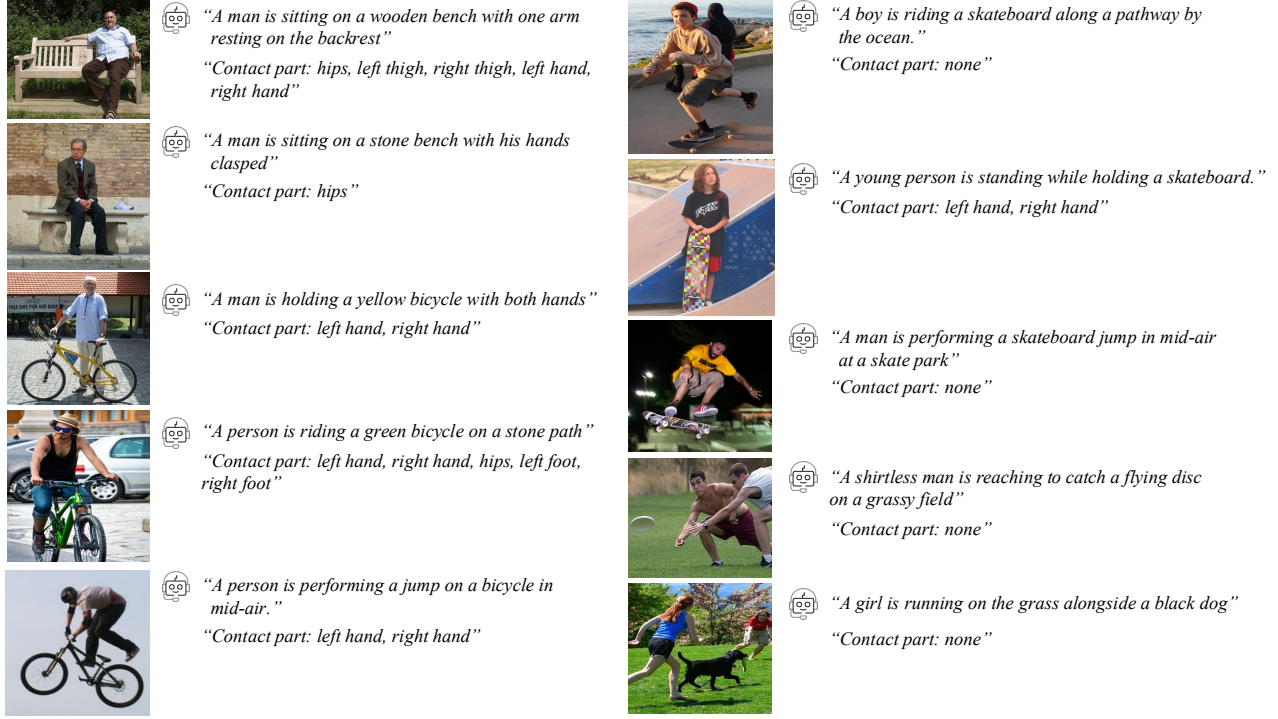 “A man is sitting on a wooden bench with one arm
resting on the backrest”
“Contact part: hips, left thigh, right thigh, left hand,
right hand”
“A man is sitting on a stone bench with his hands
clasped”
“Contact part: hips”
“A man is holding a yellow bicycle with both hands”
“Contact part: left hand, right hand”
“A person is riding a green bicycle on a stone path”
“Contact part: left hand, right hand, hips, left foot,
right foot”
“A person is performing a jump on a bicycle in
mid-air.”
“Contact part: left hand, right hand”
“A boy is riding a skateboard along a pathway by
the ocean.”
“Contact part: none”
“A young person is standing while holding a skateboard.”
“Contact part: left hand, right hand”
“A man is performing a skateboard jump in mid-air
at a skate park”
“Contact part: none”
“A shirtless man is reaching to catch a flying disc
on a grassy field”
“Contact part: none”
“A girl is running on the grass alongside a black dog”
“Contact part: none”